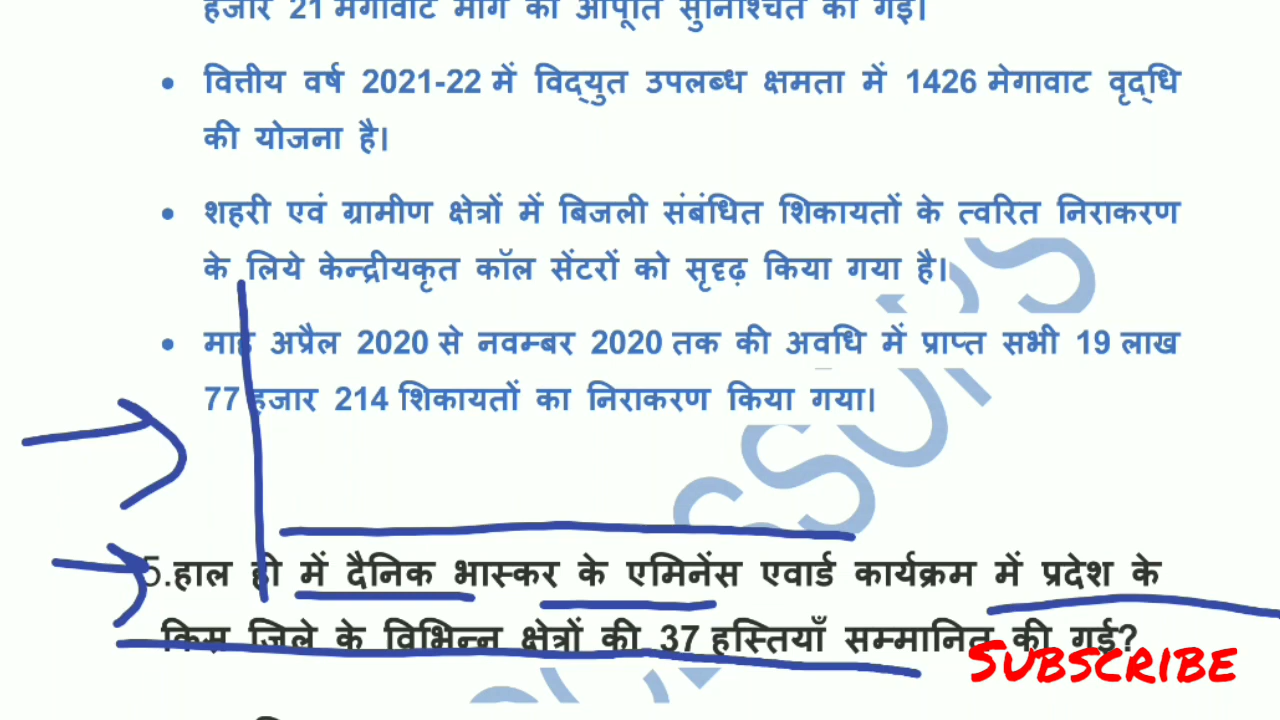 हजार 21 मेगावाट मांग की आपूर्ति सुनिश्चित की गई।
• वित्तीय वर्ष 2021-22 में विद्युत उपलब्ध क्षमता में 1426 मेगावाट वृद्धि
की योजना है।
• शहरी एवं ग्रामीण क्षेत्रों में बिजली संबंधित शिकायतों के त्वरित निराकरण
के लिये केन्द्रीयकृत कॉल सेंटरों को सृदृढ़ किया गया है।
• माह अप्रैल 2020 से नवम्बर 2020 तक की अवधि में प्राप्त सभी 19 लाख
77 हजार 214 शिकायतों का निराकरण किया गया।
5.हाल ही में दैनिक भास्कर के एमिनेंस एवार्ड कार्यक्रम में प्रदेश के
किस जिले के विभिन्न क्षेत्रों की 37 हस्तियाँ सम्मानित की गई?
SUBSCRIBE